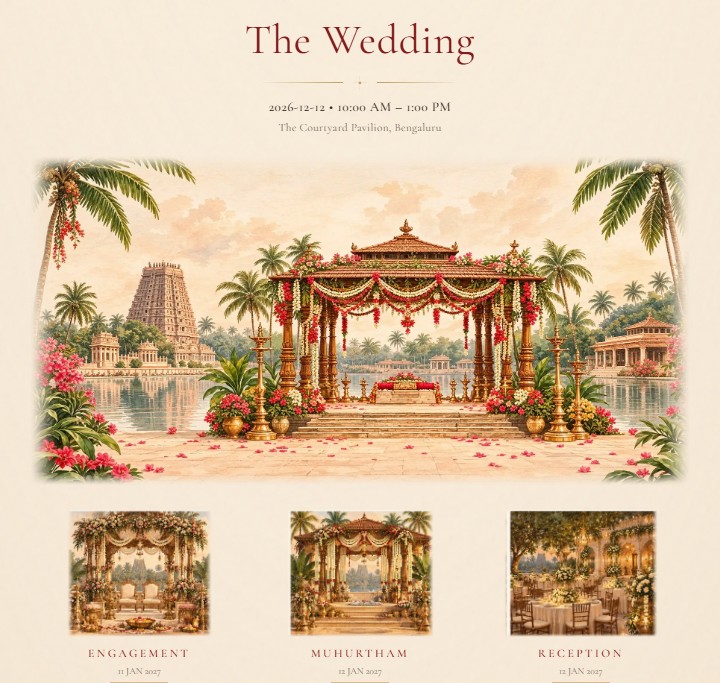 The Wedding
2026-12-12 • 10:00 AM – 1:00 PM
The Courtyard Pavilion, Bengaluru
ENGAGEMENT
11 JAN 2027
MUHURTHAM
12 JAN 2027
RECEPTION
12 JAN 2027